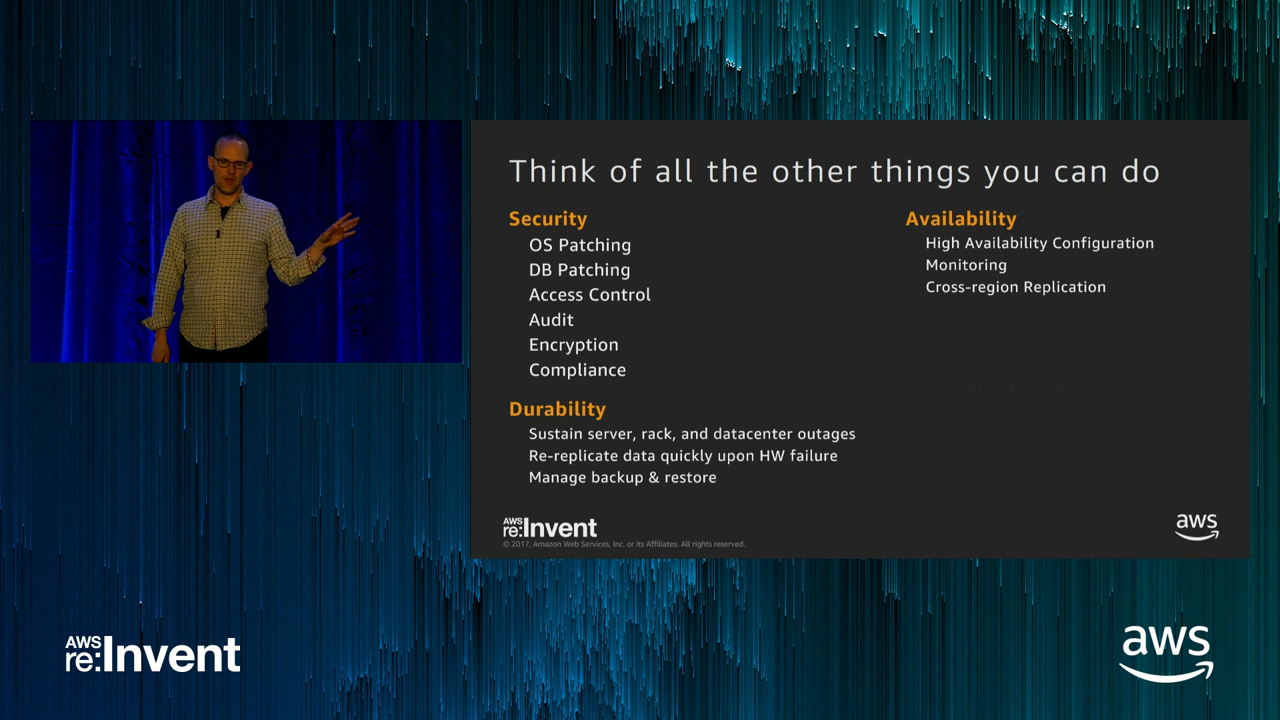 Think of all the other things you can do
Security
OS Patching
DB Patching
Access Control
Audit
Encryption
Compliance
Durability
Sustain server, rack, and datacenter outages
Re-replicate data quickly upon HW failure
Manage backup & restore
Availability
High Availability Configuration
Monitoring
Cross-region Replication
AWS
re:Invent
© 2017, Amazon Web Services, Inc. or its Affiliates. All rights reserved.
aws
AWS
re:Invent
aws